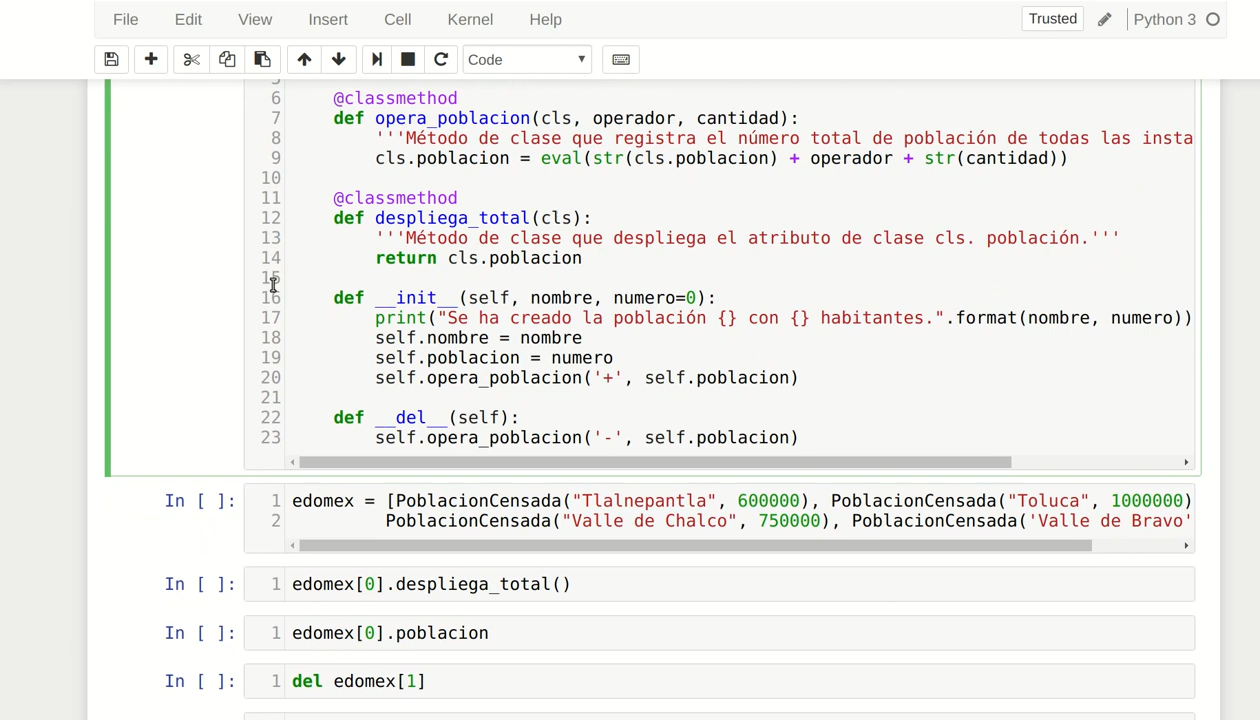 File Edit View Insert Cell Kernel Help Trusted Python 3
Code
6 @classmethod
7 def opera_poblacion(cls, operador, cantidad):
8 '''Método de clase que registra el número total de población de todas las insta
9 cls.poblacion = eval(str(cls.poblacion) + operador + str(cantidad))
10
11 @classmethod
12 def despliega_total(cls):
13 '''Método de clase que despliega el atributo de clase cls. población.'''
14 return cls.poblacion
15
16 def __init__(self, nombre, numero=0):
17 print("Se ha creado la población {} con {} habitantes.".format(nombre, numero))
18 self.nombre = nombre
19 self.poblacion = numero
20 self.opera_poblacion('+', self.poblacion)
21
22 def __del__(self):
23 self.opera_poblacion('-', self.poblacion)
In [ ]: 1 edomex = [PoblacionCensada("Tlalnepantla", 600000), PoblacionCensada("Toluca", 1000000)
2 PoblacionCensada("Valle de Chalco", 750000), PoblacionCensada('Valle de Bravo'
In [ ]: 1 edomex[0].despliega_total()
In [ ]: 1 edomex[0].poblacion
In [ ]: 1 del edomex[1]